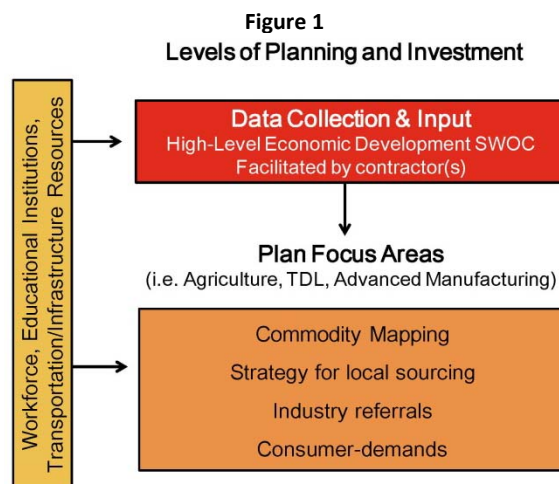 Figure 1
Levels of Planning and Investment
Workforce, Educational Institutions,
Transportation/Infrastructure Resources
Data Collection & Input
High-Level Economic Development SWOC
Facilitated by contractor(s)
Plan Focus Areas
(i.e. Agriculture, TDL, Advanced Manufacturing)
Commodity Mapping
Strategy for local sourcing
Industry referrals
Consumer-demands